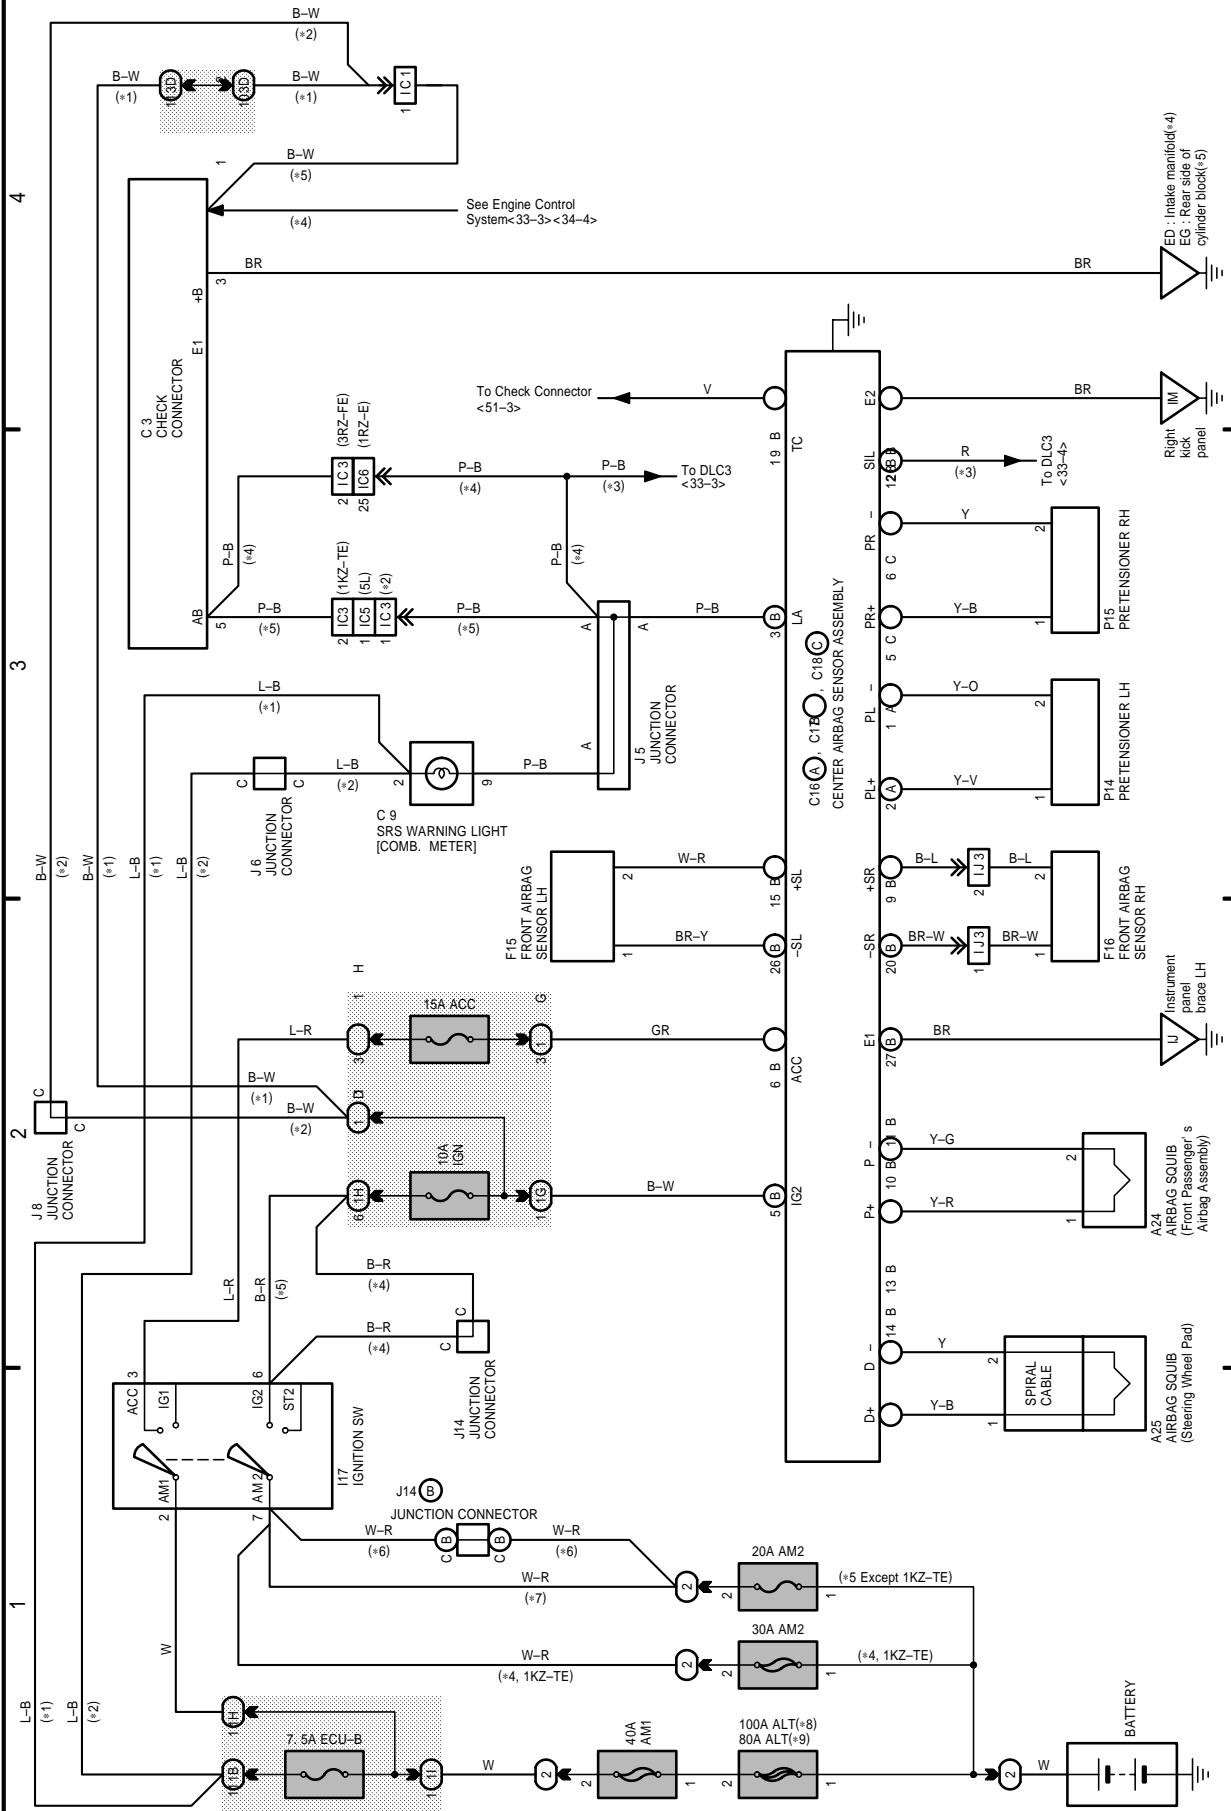 B–W
(*2)
B–W
(*1)
B–W
(*1)
IC1
1
B–W
(*5)
1
4
(*4)
See Engine Control
System<33–3><34–4>
C 3
CHECK
CONNECTOR
+B
E1
3
BR
BR
ED : Intake manifold(*4)
EG : Rear side of
cylinder block(*5)
To Check Connector
<51–3>
V
19 B
TC
E2
BR
IM
Right
kick
panel
(3RZ–FE)
(1RZ–E)
IC3
IC6
2
25
P–B
(*4)
P–B
(*3)
To DLC3
<33–3>
SIL
R
(*3)
To DLC3
<33–4>
P–B
(*4)
P–B
(*4)
PR –
6 C
Y
2
AB
5
P–B
(*5)
(1KZ–TE)
(5L)
(*2)
IC3
IC5
IC3
2
1
1
P–B
(*5)
A
A
P–B
B
3
LA
PR+
5 C
Y–B
1
P15
PRETENSIONER RH
3
L–B
(*1)
A
J 5
JUNCTION
CONNECTOR
C16 A , C17 B , C18 C
CENTER AIRBAG SENSOR ASSEMBLY
PL –
1 A
Y–O
2
C
C
J 6
JUNCTION
CONNECTOR
L–B
(*2)
2
9
P–B
C 9
SRS WARNING LIGHT
[COMB. METER]
PL+
A
2
Y–V
1
P14
PRETENSIONER LH
B–W
(*2)
B–W
(*1)
L–B
(*1)
L–B
(*2)
F15
FRONT AIRBAG
SENSOR LH
2
W–R
15 B
+SL
+SR
9 B
B–L
IJ3
2
B–L
2
1
BR–Y
26 B
–SL
–SR
20 B
BR–W
IJ3
1
BR–W
1
F16
FRONT AIRBAG
SENSOR RH
1 H
L–R
3
15A ACC
G
3 1
GR
6 B
ACC
E1
27 B
BR
IJ
Instrument
panel
brace LH
2
C
C
J 8
JUNCTION
CONNECTOR
B–W
(*1)
B–W
(*2)
1 D
P –
11 B
Y–G
2
6
1H
10A
IGN
1G
1
B–W
B
5
IG2
P+
10 B
Y–R
1
A24
AIRBAG SQUIB
(Front Passenger' s
Airbag Assembly)
L–R
B–R
(*5)
B–R
(*4)
B–R
(*4)
C
C
J14
JUNCTION
CONNECTOR
13 B
14 B
D –
Y
2
D+
Y–B
1
SPIRAL
CABLE
A25
AIRBAG SQUIB
(Steering Wheel Pad)
ACC
3
IG1
IG2
6
ST2
AM1
2
AM2
7
I17
IGNITION SW
J14 B
JUNCTION CONNECTOR
W–R
(*6)
C
B
B
C
W–R
(*6)
1
W–R
(*7)
2
2
20A AM2
1
(*5 Except 1KZ–TE)
W
W–R
(*4, 1KZ–TE)
2
2
30A AM2
1
(*4, 1KZ–TE)
L–B
(*1)
L–B
(*2)
1H
1B
7. 5A ECU–B
1I
W
2
2
40A
AM1
1
2
100A ALT(*8)
80A ALT(*9)
1
2
W
BATTERY